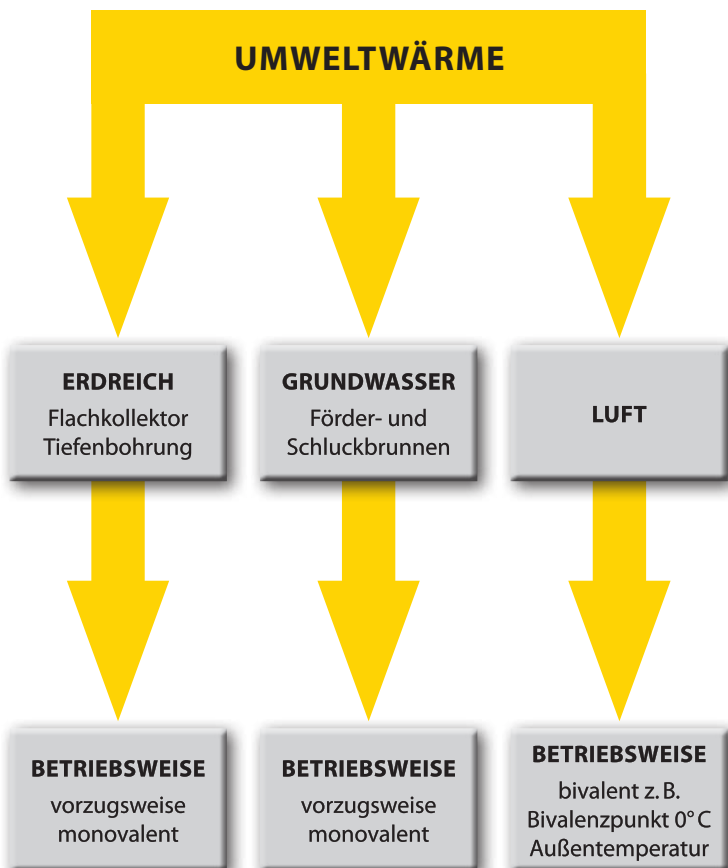 UMWELTWÄRME
ERDREICH
Flachkollektor
Tiefenbohrung
GRUNDWASSER
Förder- und
Schluckbrunnen
LUFT
BETRIEBSWEISE
vorzugsweise
monovalent
BETRIEBSWEISE
vorzugsweise
monovalent
BETRIEBSWEISE
bivalent z. B.
Bivalenzpunkt 0° C
Außentemperatur